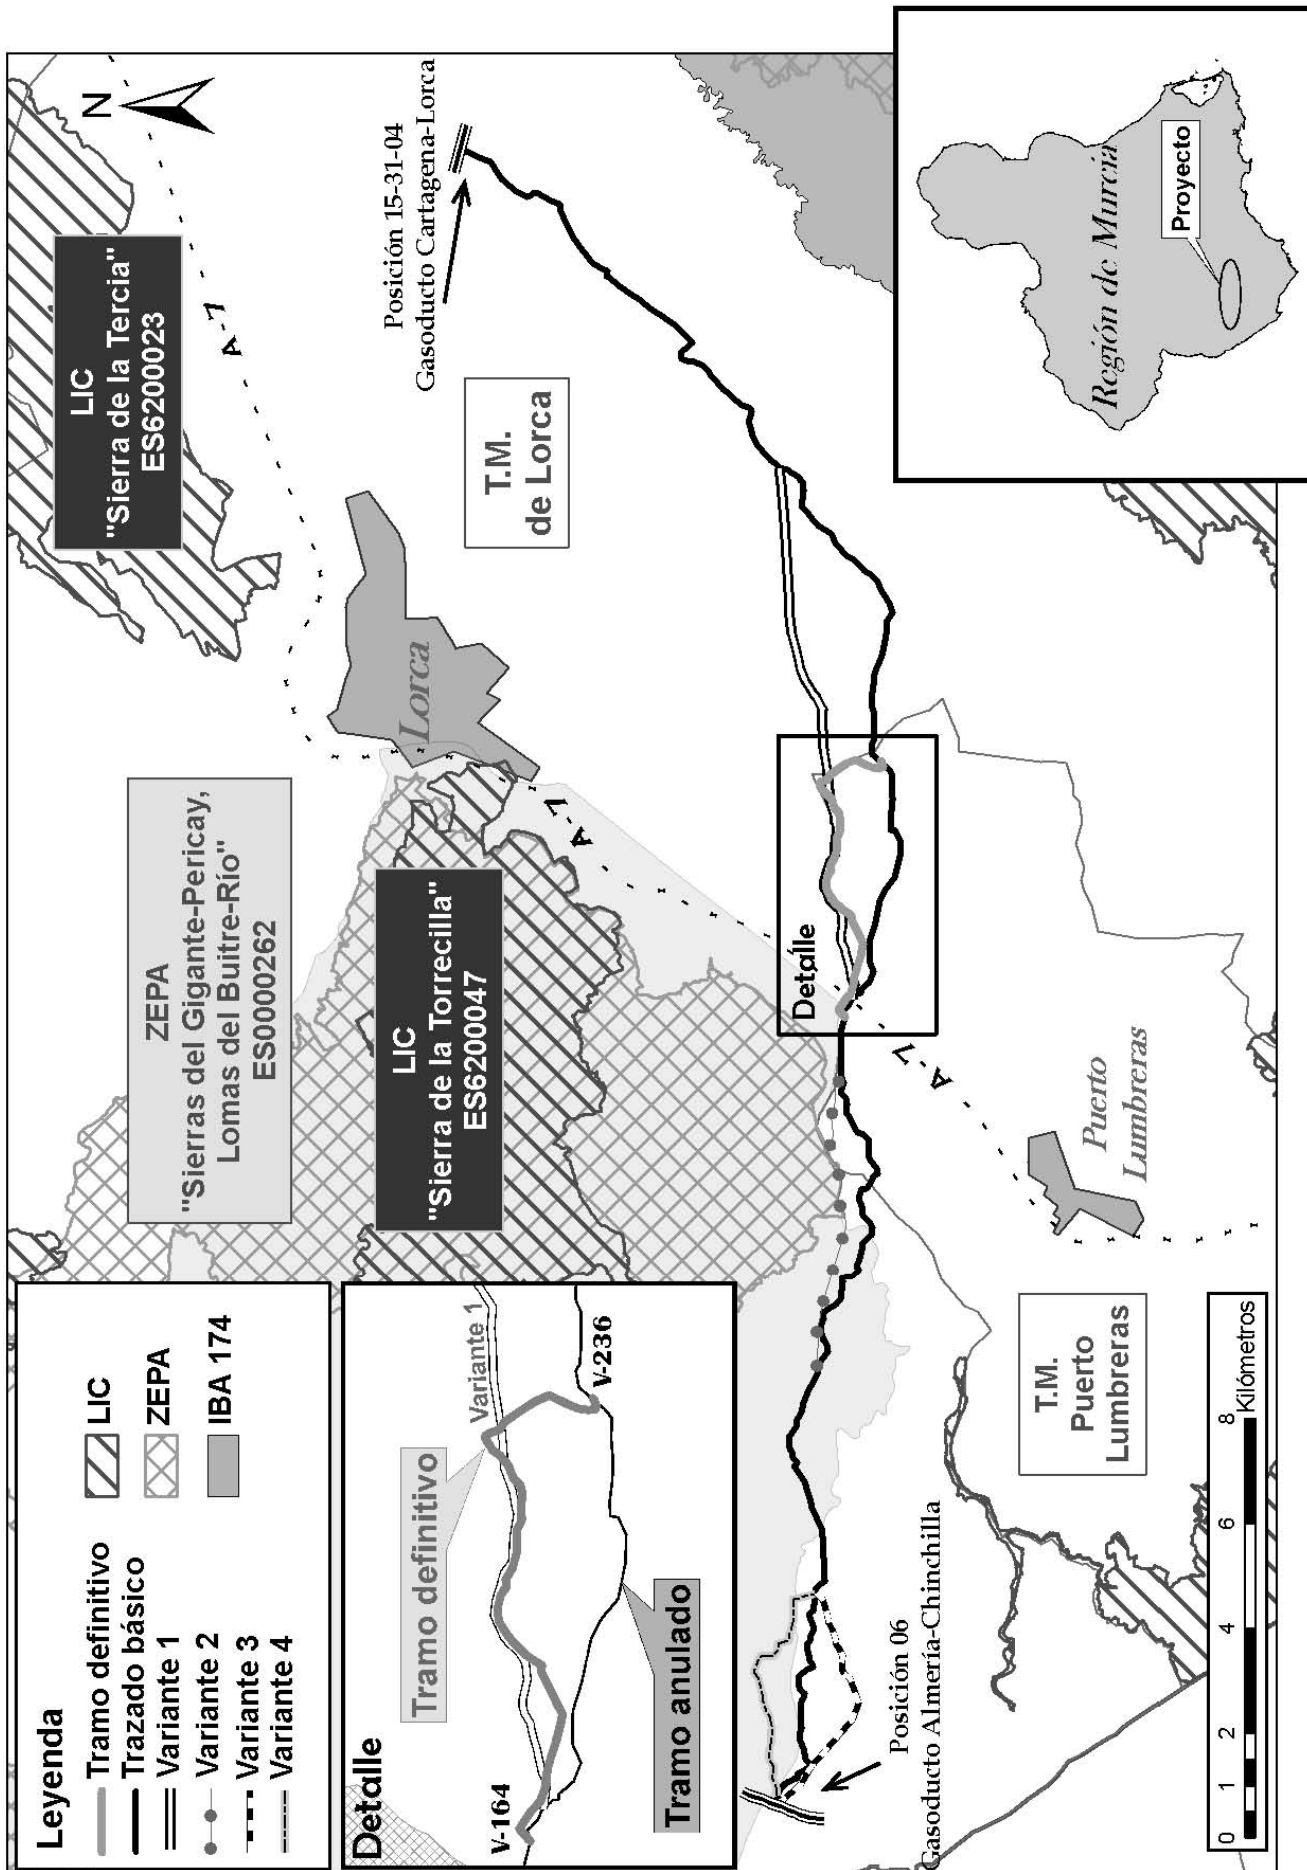 Leyenda
Tramo definitivo
Trazado básico
Variante 1
Variante 2
Variante 3
Variante 4
LIC
ZEPA
IBA 174
ZEPA
"Sierras del Gigante-Pericay,
Lomas del Buitre-Río"
ES0000262
LIC
"Sierra de la Tercia"
ES6200023
N
A-7
LIC
"Sierra de la Torrecilla"
ES6200047
Lorca
T.M.
de Lorca
Posición 15-31-04
Gasoducto Cartagena-Lorca
A-7
Detalle
V-164
Tramo definitivo
Variante 1
V-236
Tramo anulado
Detalle
A-7
Puerto
Lumbreras
Posición 06
Gasoducto Almería-Chinchilla
T.M.
Puerto
Lumbreras
0 1 2 4 6 8
Kilómetros
Región de Murcia
Proyecto